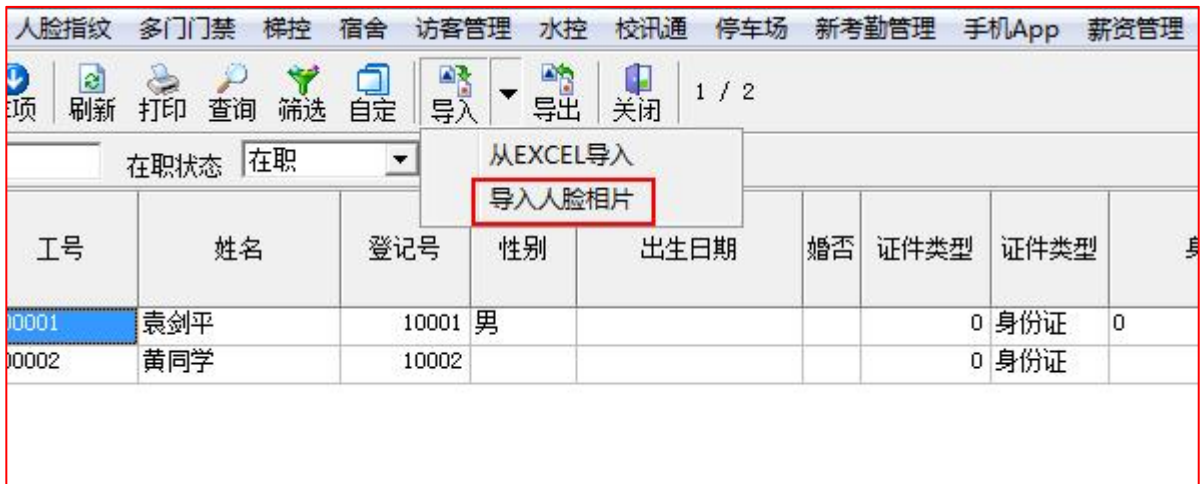 人脸指纹 多门门禁 梯控 宿舍 访客管理 水控 校讯通 停车场 新考勤管理 手机App 薪资管理
项 刷新 打印 查询 筛选 自定 导入 导出 关闭 1 / 2
在职状态 在职
从EXCEL导入
导入人脸相片
工号 姓名 登记号 性别 出生日期 婚否 证件类型 证件类型
00001 袁剑平 10001 男 0 身份证 0
00002 黄同学 10002 0 身份证